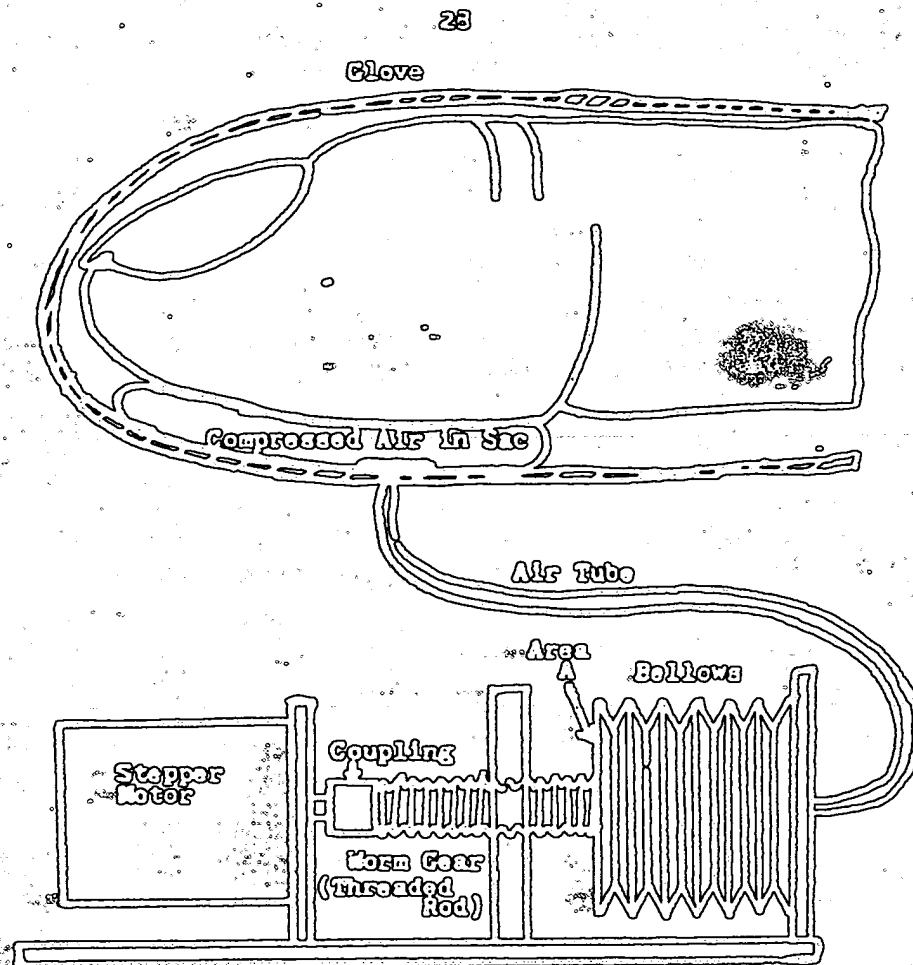 23
Glove
Compressed Air in Sac
Air Tube
Area
A
Bellows
Coupling
Stepper
Motor
Worm Gear
(Threaded
Rod)